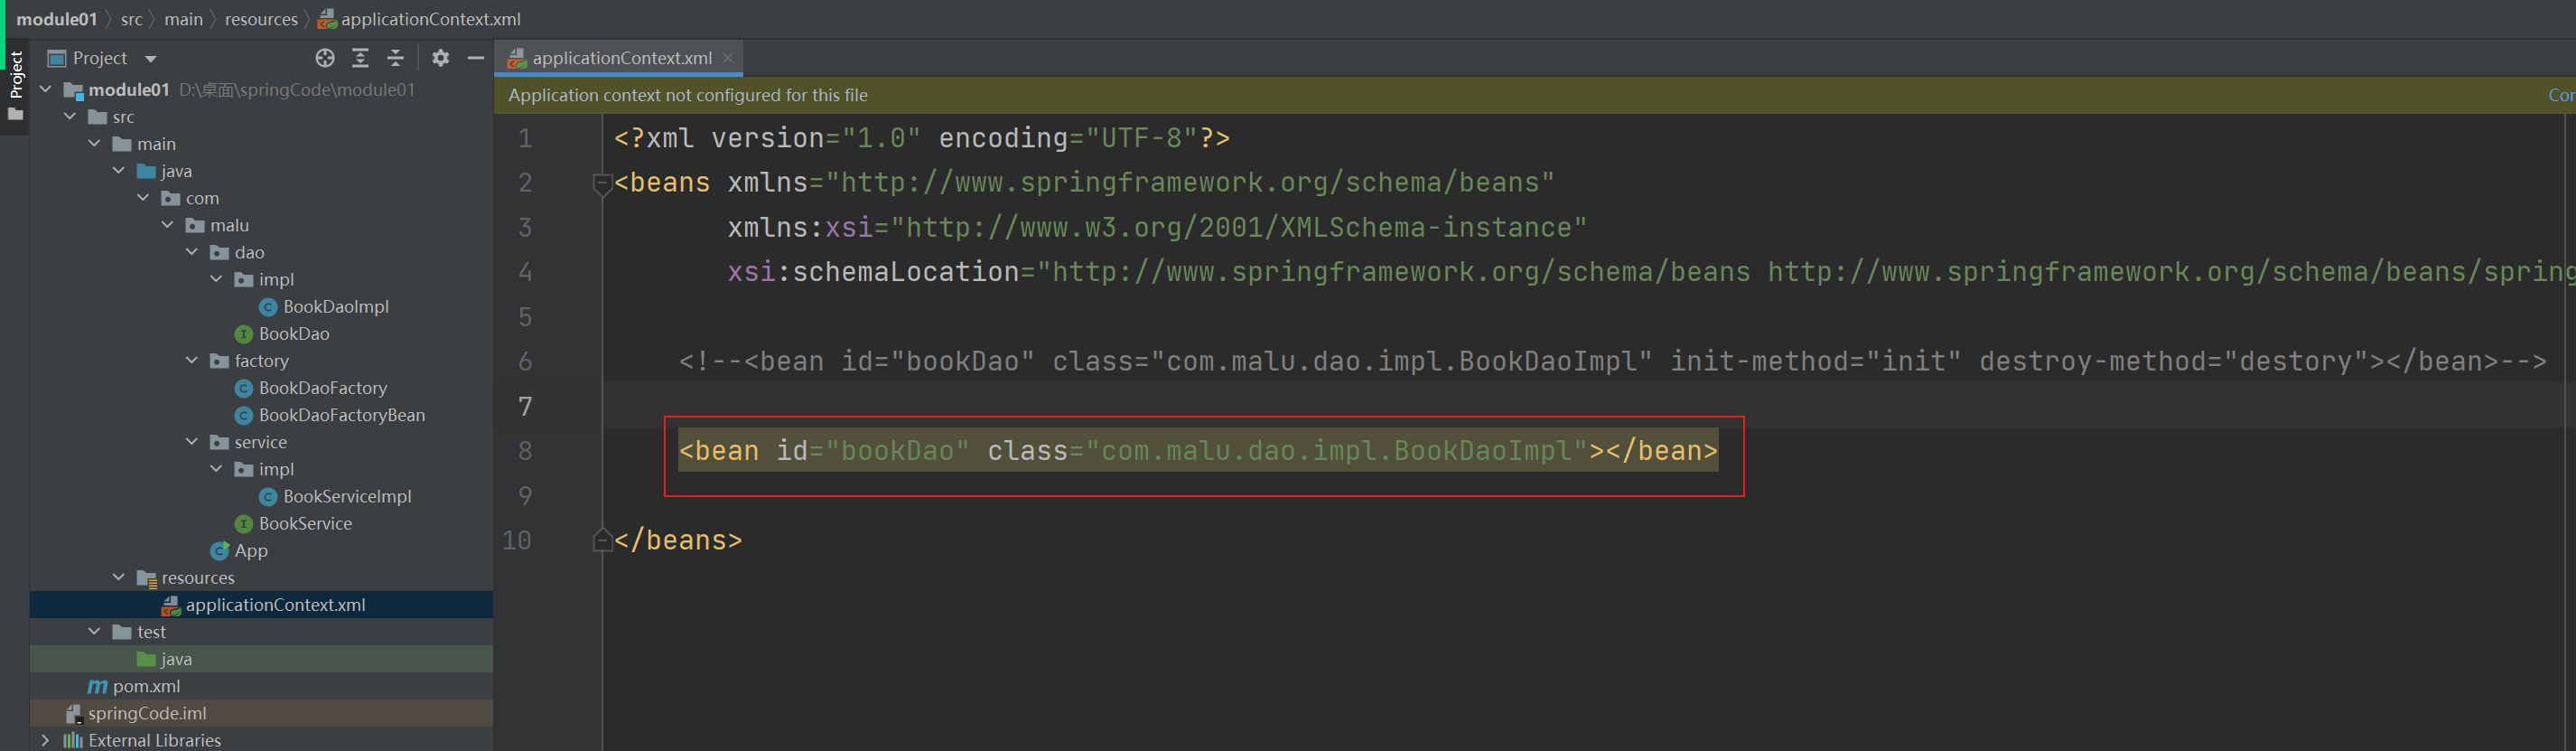 module01 src main resources applicationContext.xml
Project
Project
applicationContext.xml
module01 D:\桌面\springCode\module01
src
main
java
com
malu
dao
impl
BookDaoImpl
BookDao
factory
BookDaoFactory
BookDaoFactoryBean
service
impl
BookServiceImpl
BookService
App
resources
applicationContext.xml
test
java
pom.xml
springCode.iml
External Libraries
Application context not configured for this file
Con
1 <?xml version="1.0" encoding="UTF-8"?>
2 <beans xmlns="http://www.springframework.org/schema/beans"
3 xmlns:xsi="http://www.w3.org/2001/XMLSchema-instance"
4 xsi:schemaLocation="http://www.springframework.org/schema/beans http://www.springframework.org/schema/beans/spring
5
6 <!--<bean id="bookDao" class="com.malu.dao.impl.BookDaoImpl" init-method="init" destroy-method="destory"></bean>-->
7
8 <bean id="bookDao" class="com.malu.dao.impl.BookDaoImpl"></bean>
9
10 </beans>